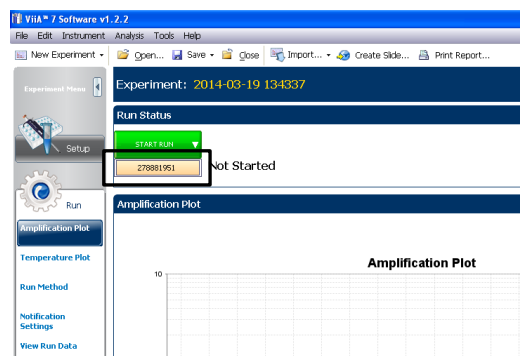 ViiA™ 7 Software v1.2.2
File Edit Instrument Analysis Tools Help
New Experiment Open... Save Close Import... Create Slide... Print Report...
Experiment Menu
Experiment: 2014-03-19 134337
Run Status
Setup
START RUN
278881951
Not Started
Run
Amplification Plot
Amplification Plot
Temperature Plot
Run Method
Notification
Settings
View Run Data
Amplification Plot
10